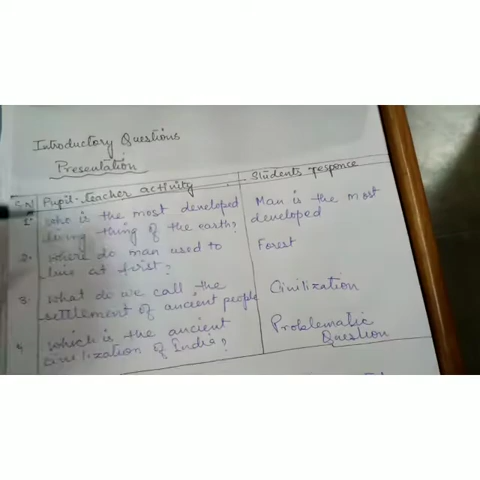 Introductory Questions
Presentation
S.N Pupil-teacher activity Students responce
1. Who is the most developed Man is the most
living thing of the earth? developed
2. Where do man used to Forest
live at first?
3. What do we call the Civilization
settlement of ancient people
4. Which is the ancient Problematic
civilization of India? Question